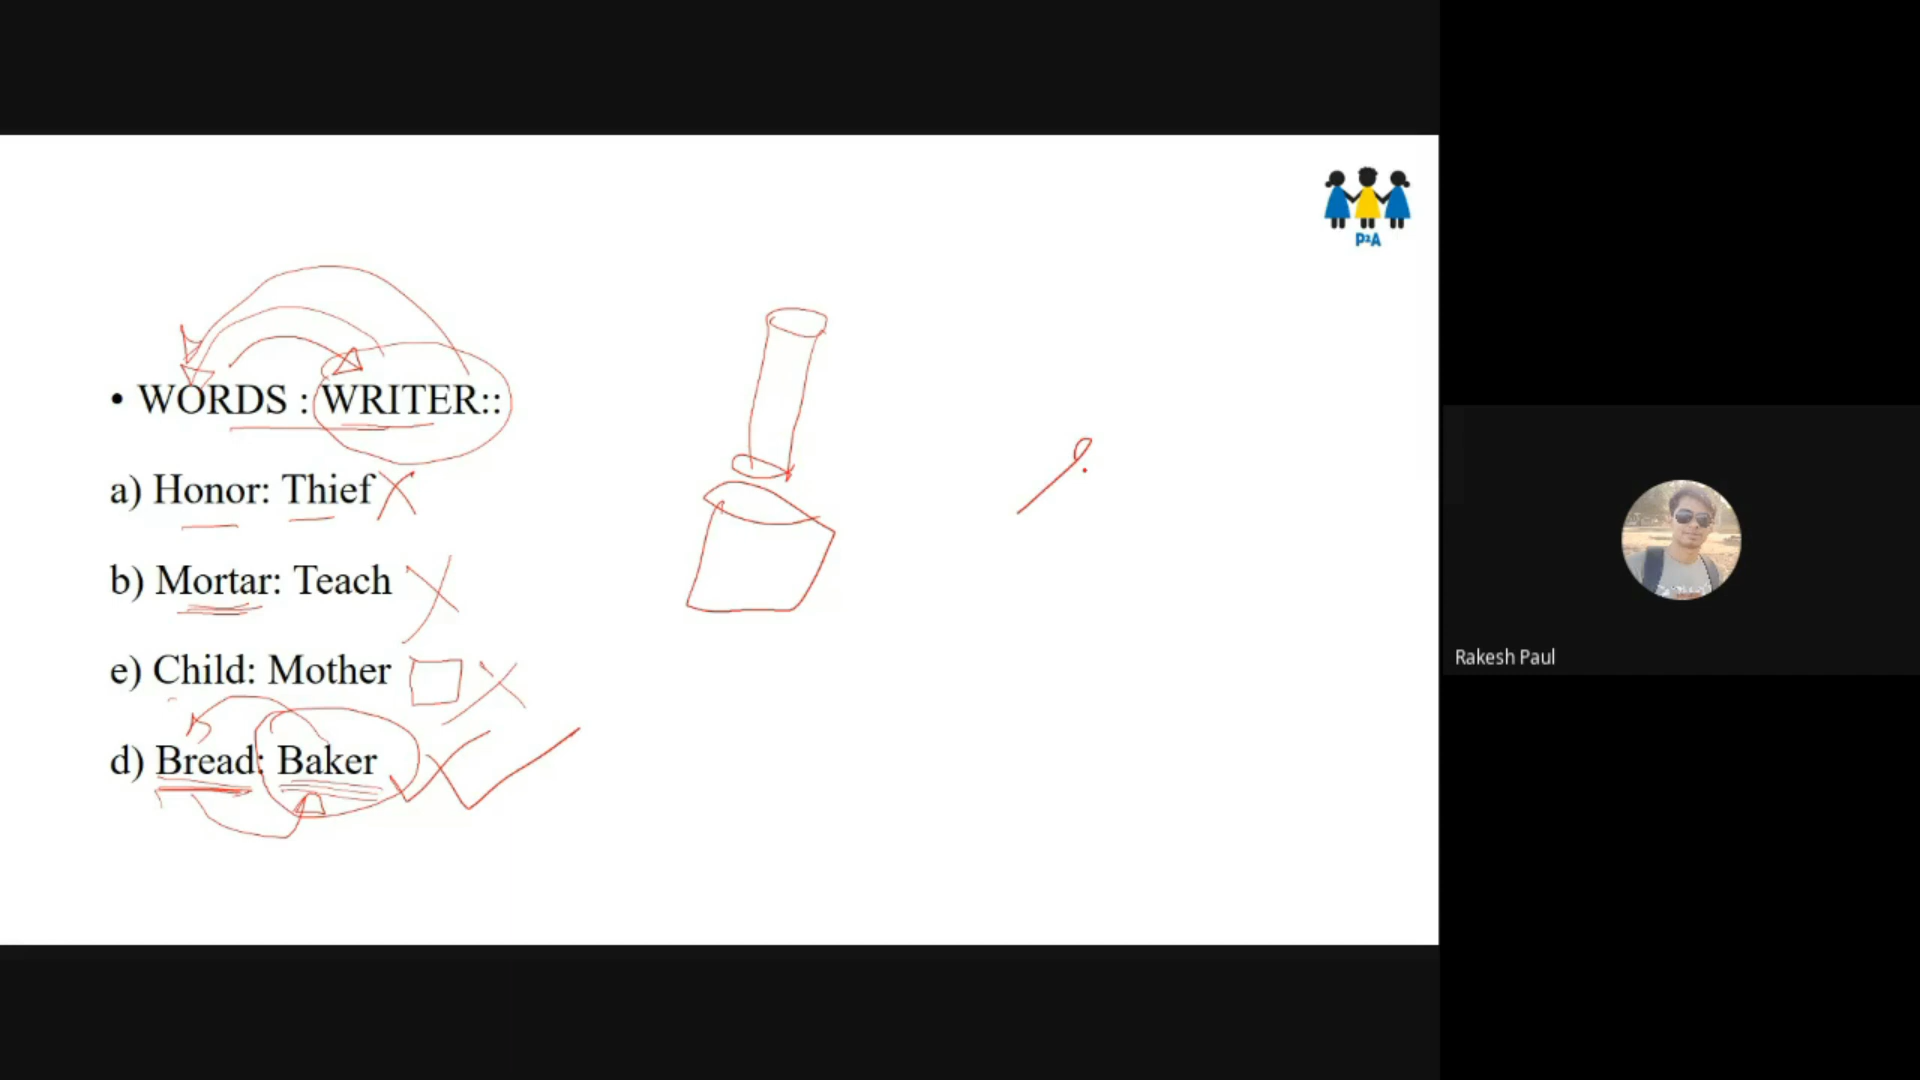 P²A
• WORDS : WRITER::
a) Honor: Thief
b) Mortar: Teach
e) Child: Mother
d) Bread: Baker
Rakesh Paul